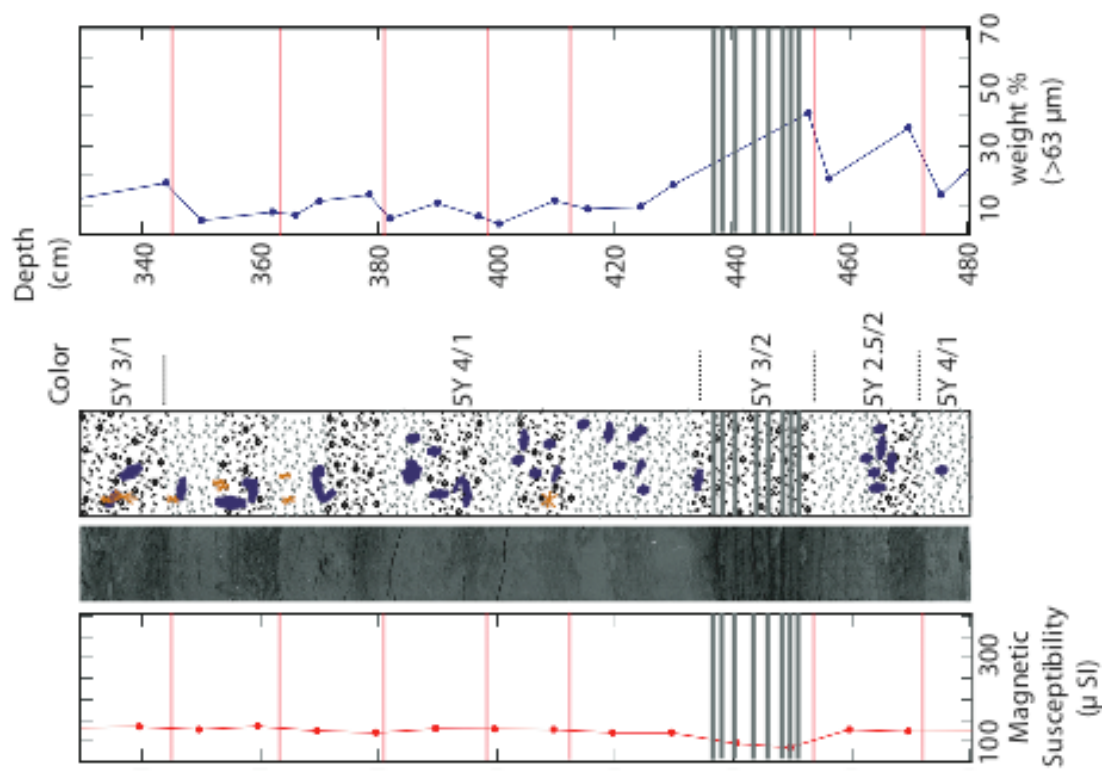 Depth
(cm)
340
360
380
400
420
440
460
480
10
30
50
70
weight %
(>63 µm)
Color
5Y 3/1
5Y 4/1
5Y 3/2
5Y 2.5/2
5Y 4/1
100
300
Magnetic
Susceptibility
(µ SI)